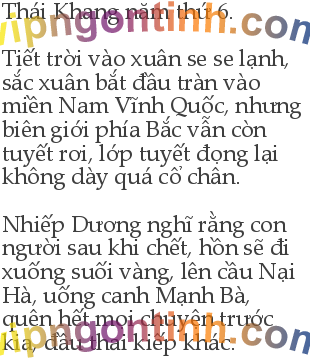 Thái Khang năm thứ 6.
vipngontinh.com
Tiết trời vào xuân se se lạnh,
sắc xuân bắt đầu tràn vào
miền Nam Vĩnh Quốc, nhưng
biên giới phía Bắc vẫn còn
tuyết rơi, lớp tuyết đọng lại
không dày quá cổ chân.
Nhiếp Dương nghĩ rằng con
người sau khi chết, hồn sẽ đi
xuống suối vàng, lên cầu Nại
Hà, uống canh Mạnh Bà,
quên hết mọi chuyện trước
kia, đầu thai kiếp khác.
vipngontinh.com